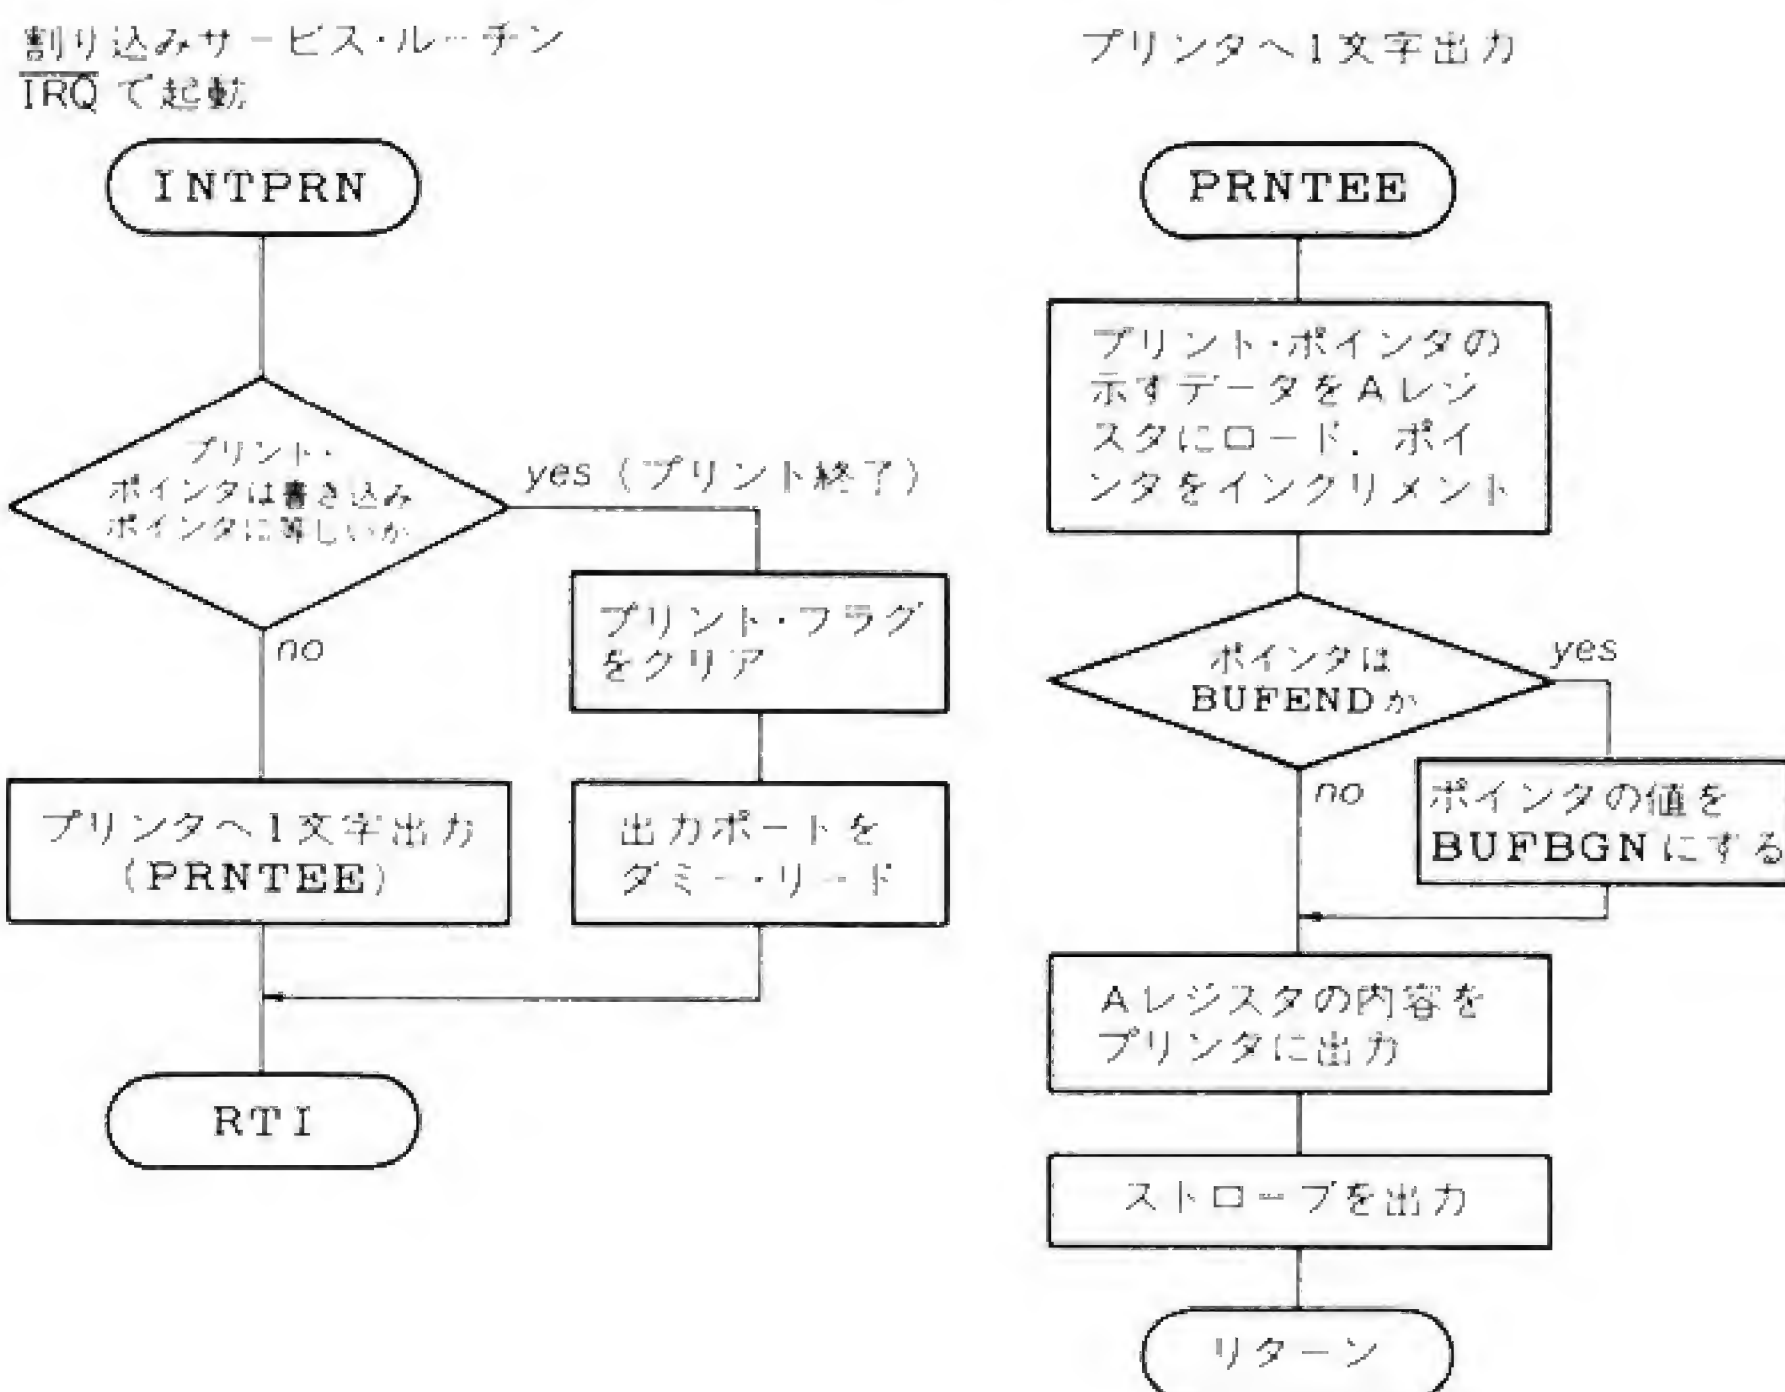 割り込みサービス・ルーチン
IRQ で起動
INTPRN
プリント・
ポインタは書き込み
ポインタに等しいか
yes (プリント終了)
no
プリント・フラグ
をクリア
プリンタへ1文字出力
(PRNTEE)
出力ポートを
ダミー・リード
RTI
プリンタへ1文字出力
PRNTEE
プリント・ポインタの
示すデータをAレジ
スタにロード．ポイ
ンタをインクリメント
ポインタは
BUFENDか
yes
no
ポインタの値を
BUFBGNにする
Aレジスタの内容を
プリンタに出力
ストローブを出力
リターン